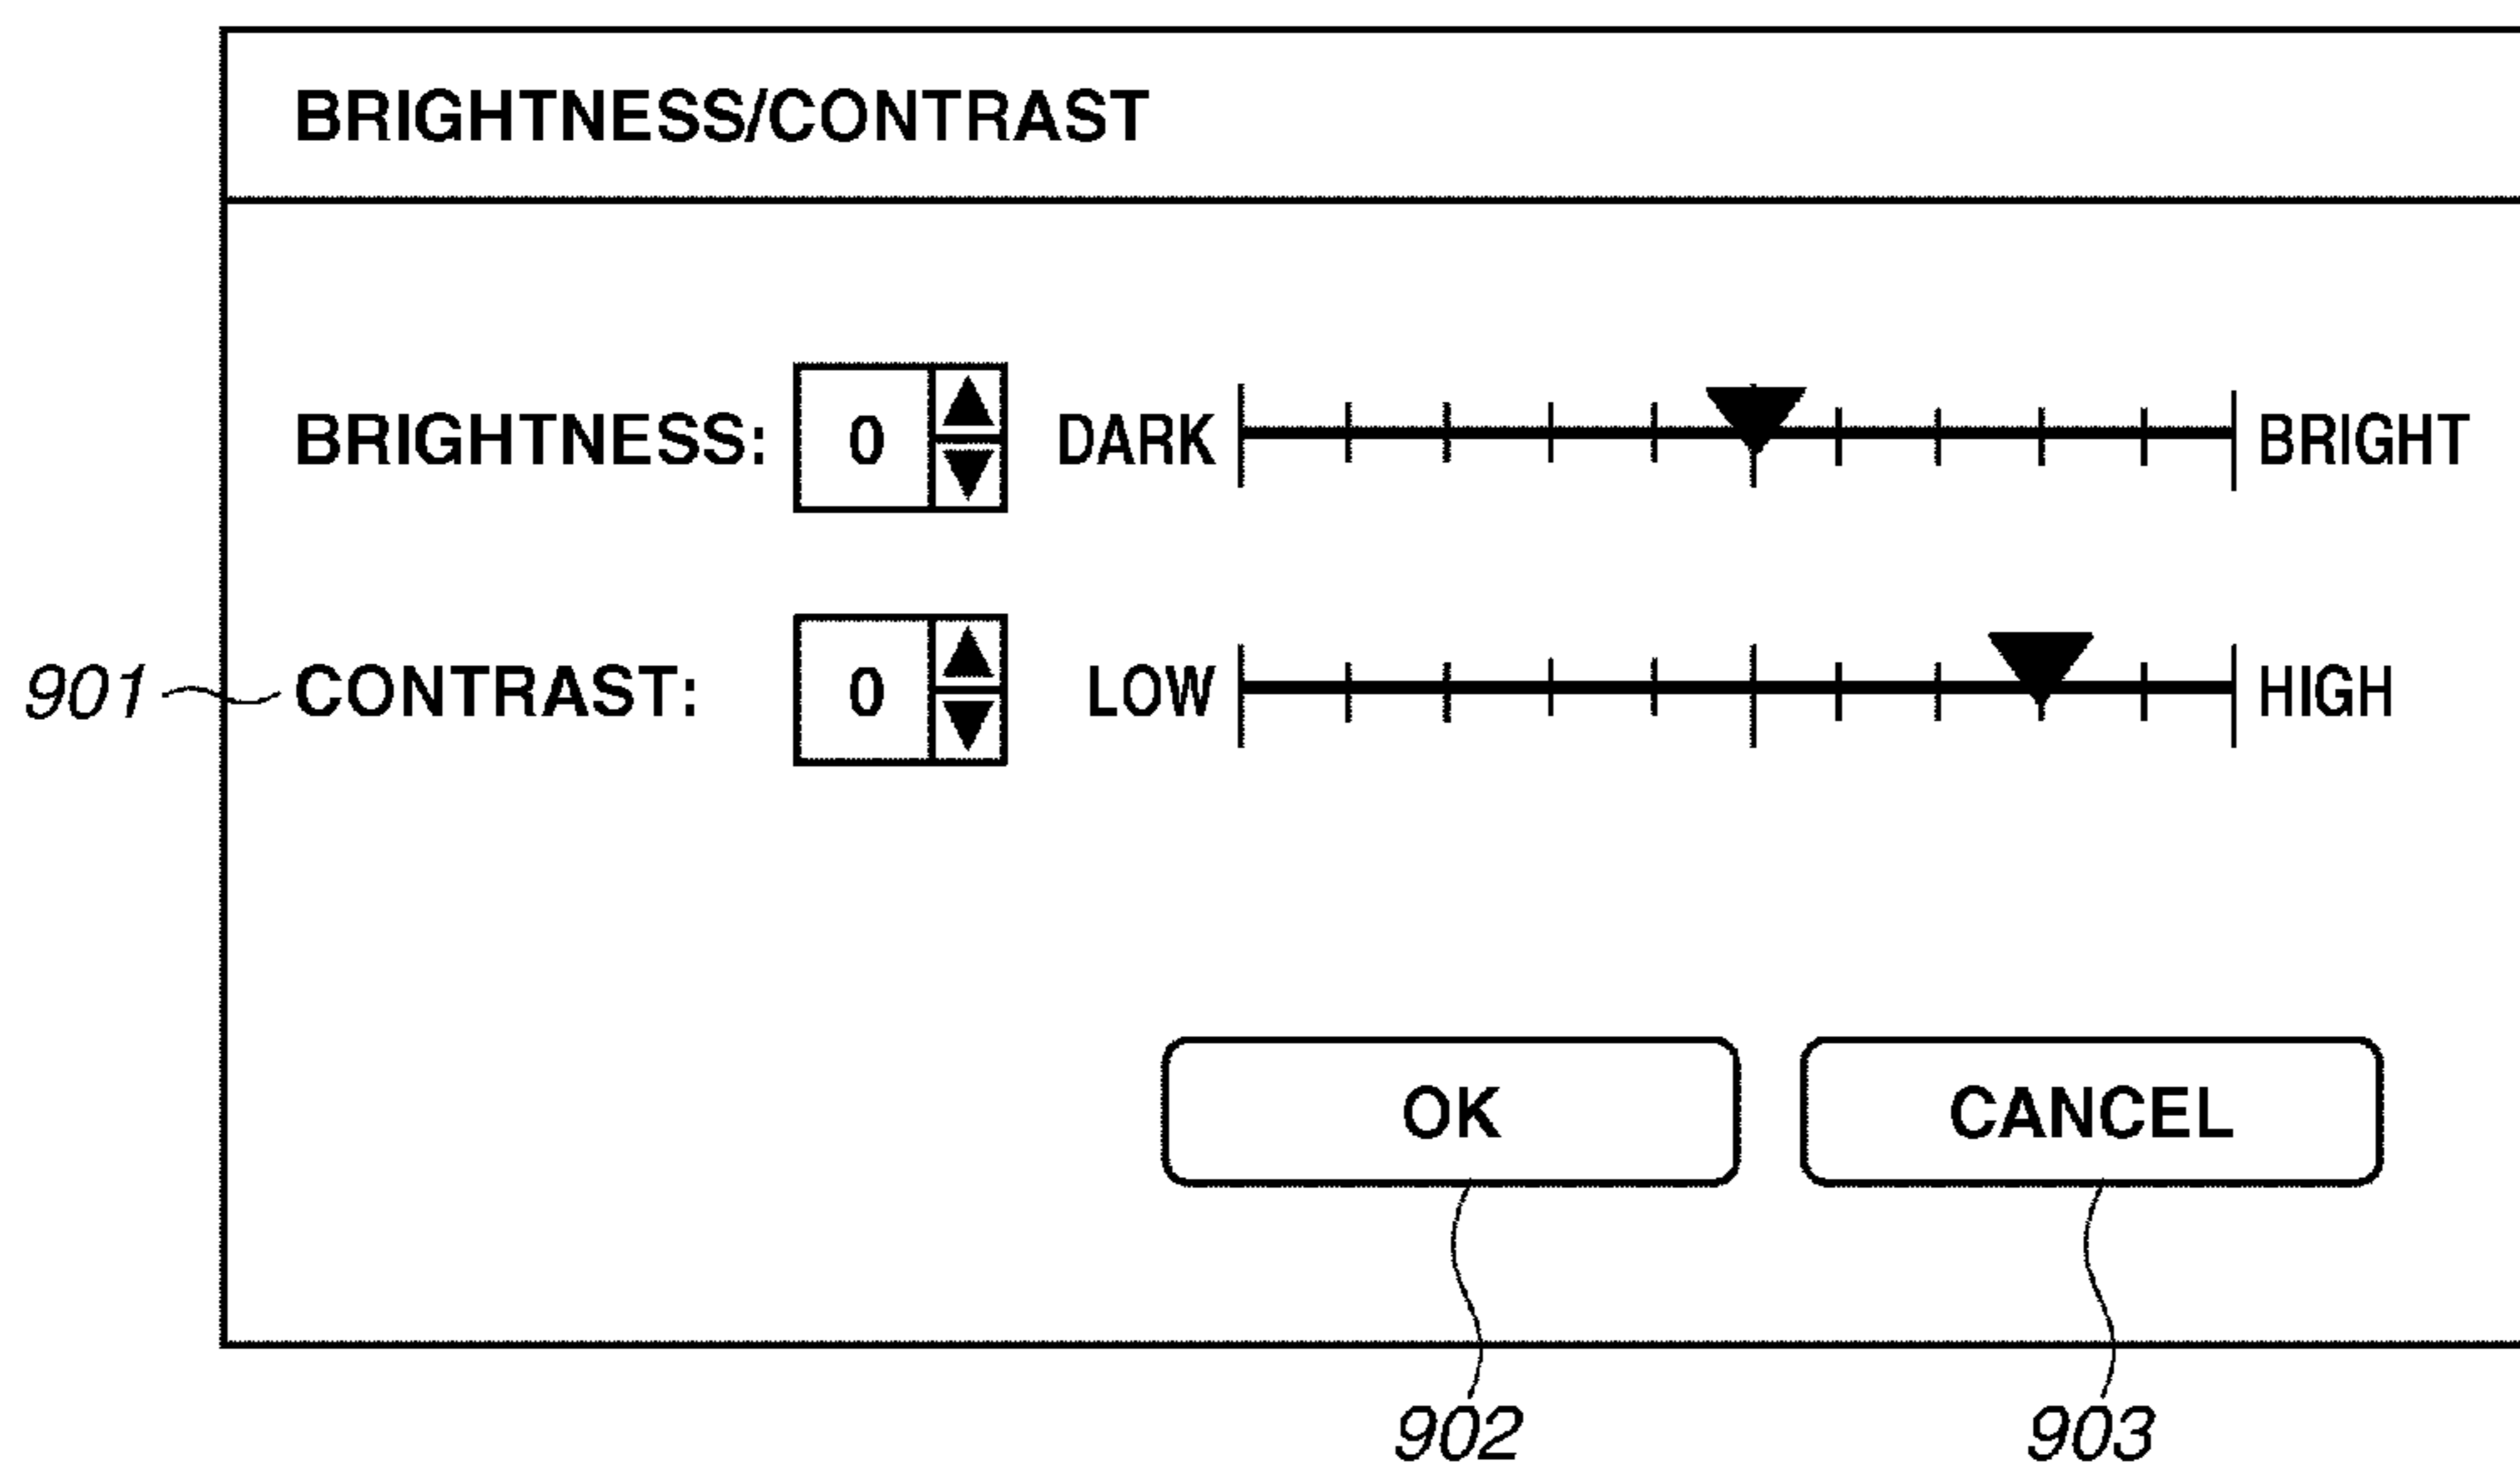 BRIGHTNESS/CONTRAST
BRIGHTNESS: 0 DARK BRIGHT
901 CONTRAST: 0 LOW HIGH
OK CANCEL
902 903